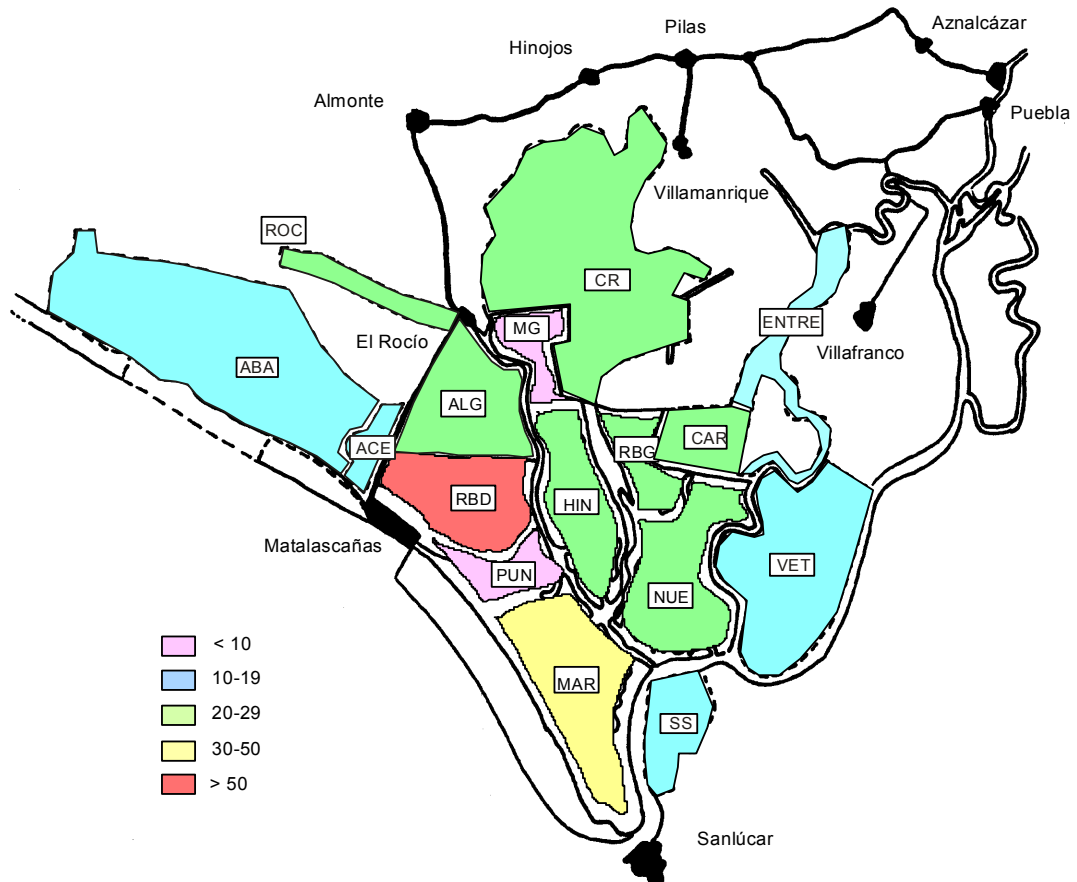 Aznalcázar
Pilas
Hinojos
Almonte
Puebla
Villamanrique
ROC
CR
ENTRE
MG
El Rocío
Villafranco
ABA
ALG
ACE
CAR
RBG
RBD
HIN
Matalascañas
VET
PUN
NUE
MAR
SS
< 10
10-19
20-29
30-50
> 50
Sanlúcar